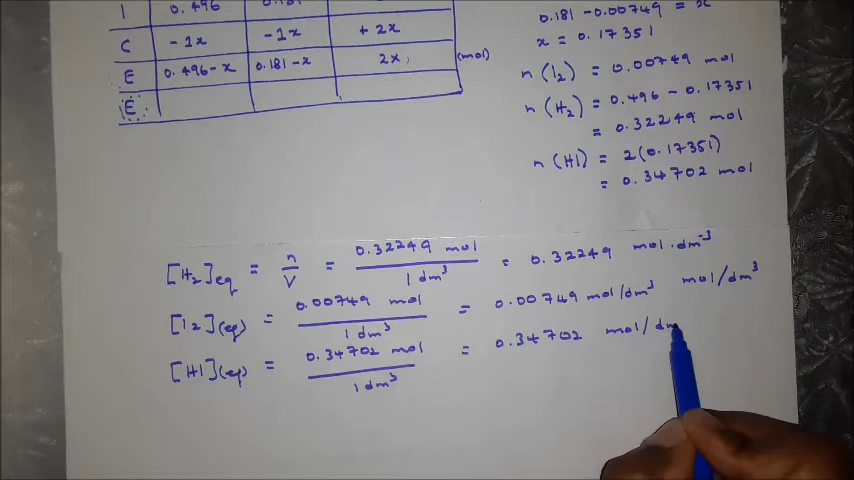 I 0.496 0.181
C -1x -1x +2x
E 0.496-x 0.181-x 2x (mol)
E
0.181-0.00749 = x
x = 0.17351
n(I2) = 0.00749 mol
n(H2) = 0.496 - 0.17351
= 0.32249 mol
n(HI) = 2(0.17351)
= 0.34702 mol
[H2]eq = n/V = 0.32249 mol / 1 dm³ = 0.32249 mol.dm⁻³
[I2](eq) = 0.00749 mol / 1 dm³ = 0.00749 mol/dm³ mol/dm³
[HI](eq) = 0.34702 mol / 1 dm³ = 0.34702 mol/dm